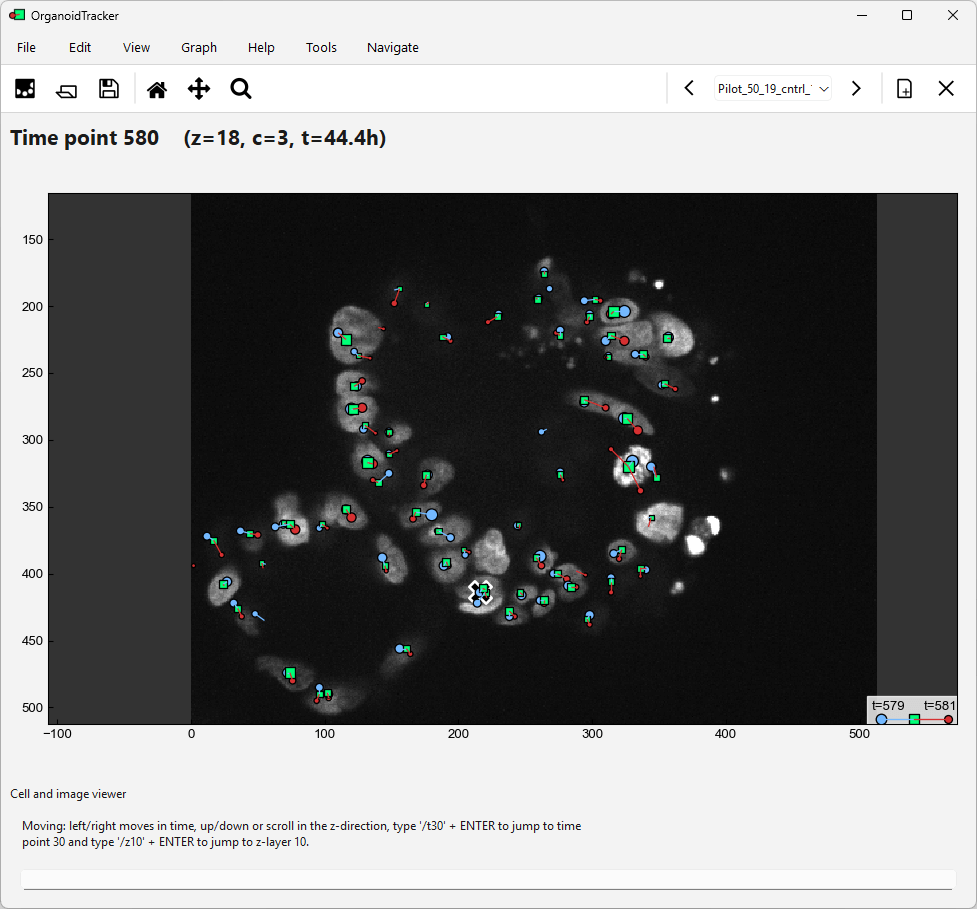 OrganoidTracker
File Edit View Graph Help Tools Navigate
Pilot_50_19_cntrl_
Time point 580 (z=18, c=3, t=44.4h)
150
200
250
300
350
400
450
500
t=579 t=581
−100 0 100 200 300 400 500
Cell and image viewer
Moving: left/right moves in time, up/down or scroll in the z-direction, type '/t30' + ENTER to jump to time
point 30 and type '/z10' + ENTER to jump to z-layer 10.